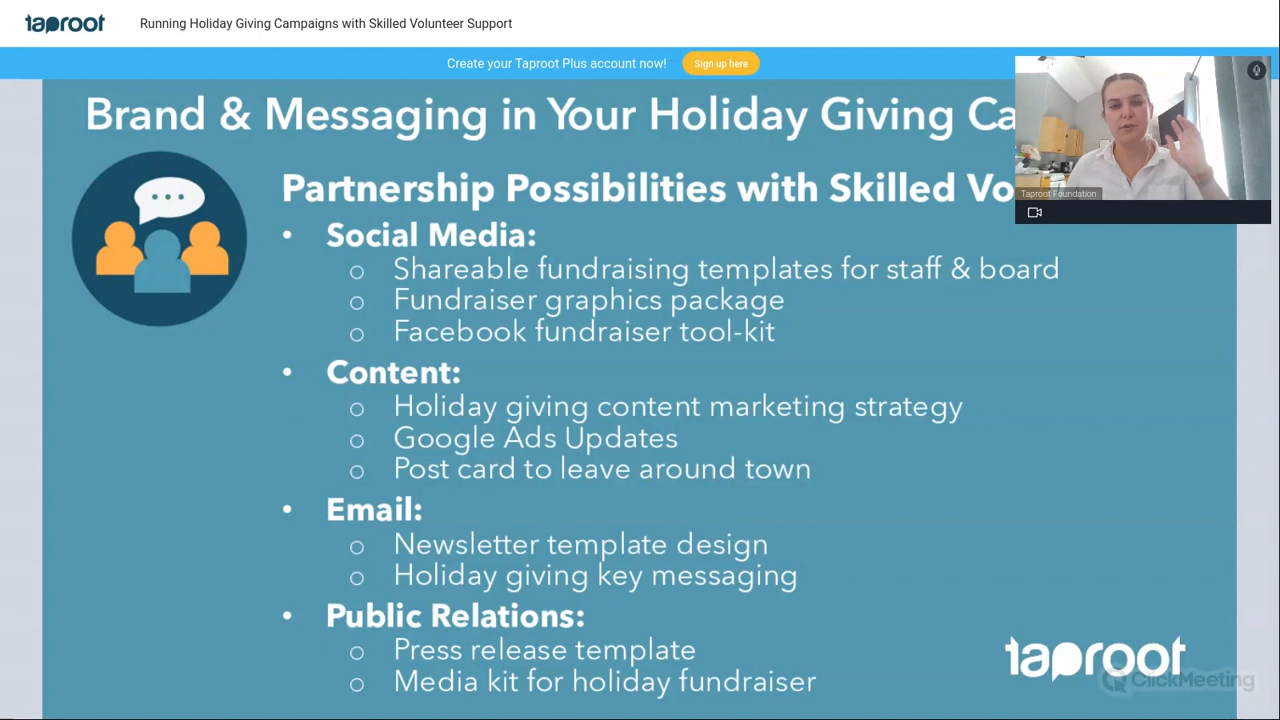 taproot
Running Holiday Giving Campaigns with Skilled Volunteer Support
Create your Taproot Plus account now!
Sign up here
Brand & Messaging in Your Holiday Giving Ca
Taproot Foundation
Partnership Possibilities with Skilled Vo
• Social Media:
o Shareable fundraising templates for staff & board
o Fundraiser graphics package
o Facebook fundraiser tool-kit
• Content:
o Holiday giving content marketing strategy
o Google Ads Updates
o Post card to leave around town
• Email:
o Newsletter template design
o Holiday giving key messaging
• Public Relations:
o Press release template
o Media kit for holiday fundraiser
taproot
ClickMeeting